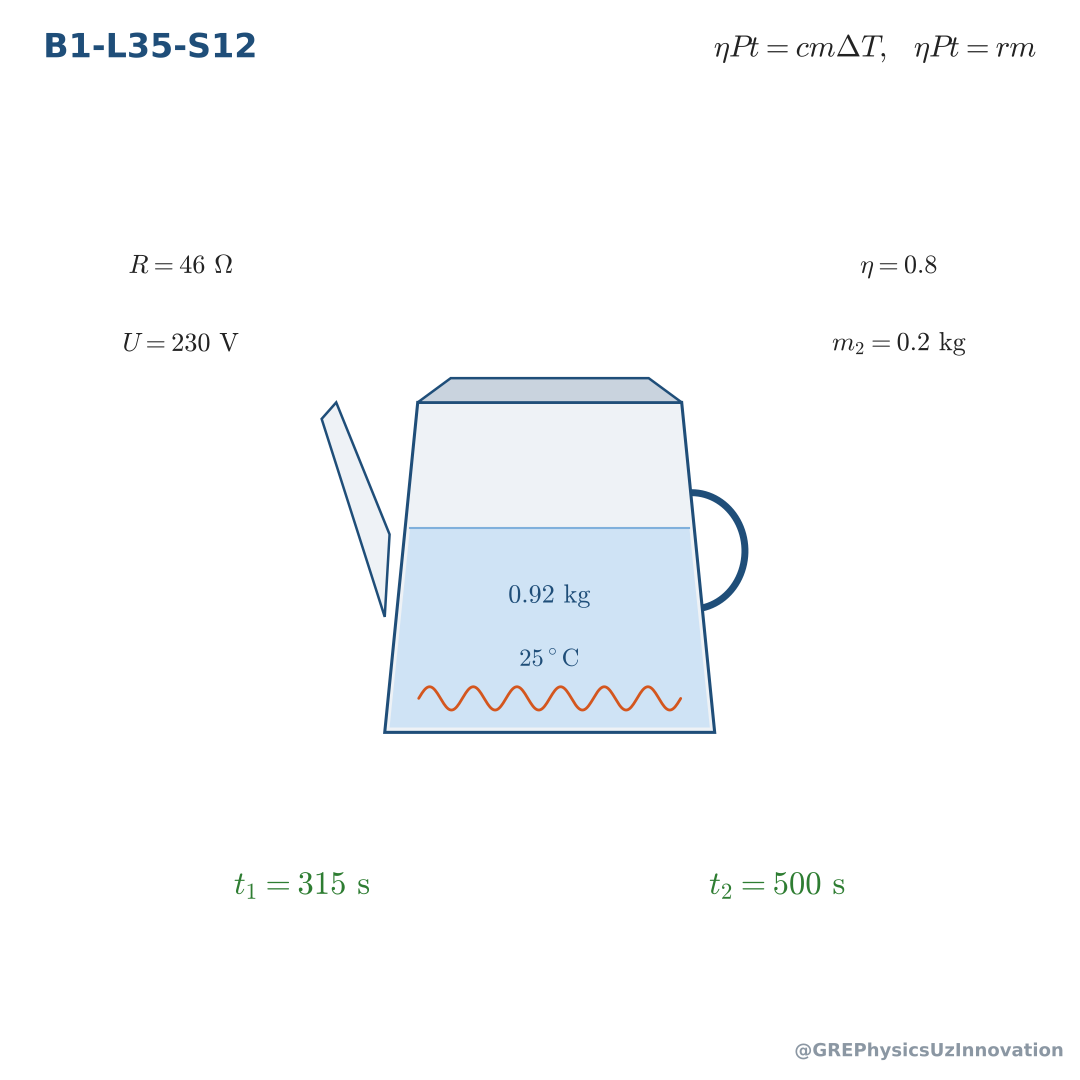 B1-L35-S12
ηPt = cmΔT, ηPt = rm
R = 46 Ω
η = 0.8
U = 230 V
m₂ = 0.2 kg
0.92 kg
25°C
t₁ = 315 s
t₂ = 500 s
@GREPhysicsUzInnovation